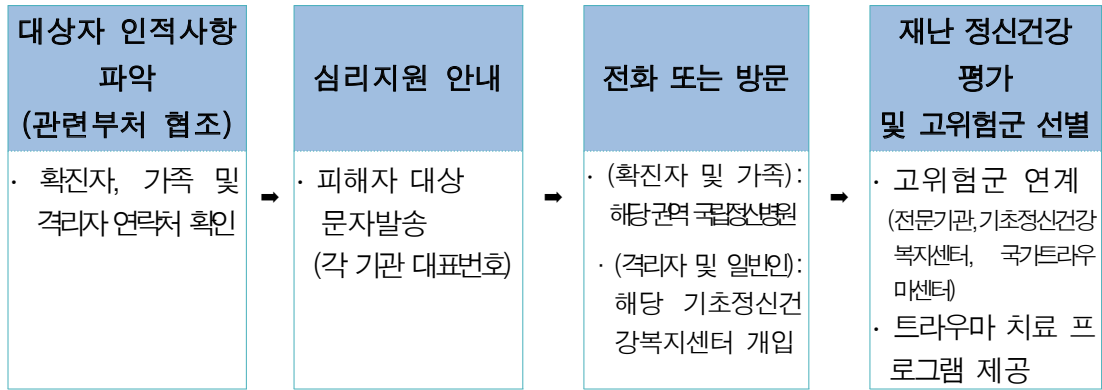 대상자 인적사항
파악
(관련부처 협조)
· 확진자, 가족 및
격리자 연락처 확인
➡
심리지원 안내
· 피해자 대상
문자발송
(각 기관 대표번호)
➡
전화 또는 방문
· (확진자 및 가족):
해당권역 국립정신병원
· (격리자 및 일반인):
해당 기초정신건
강복지센터 개입
➡
재난 정신건강
평가
및 고위험군 선별
· 고위험군 연계
(전문기관,기초정신건강
복지센터, 국가트라우
마센터)
· 트라우마 치료 프
로그램 제공